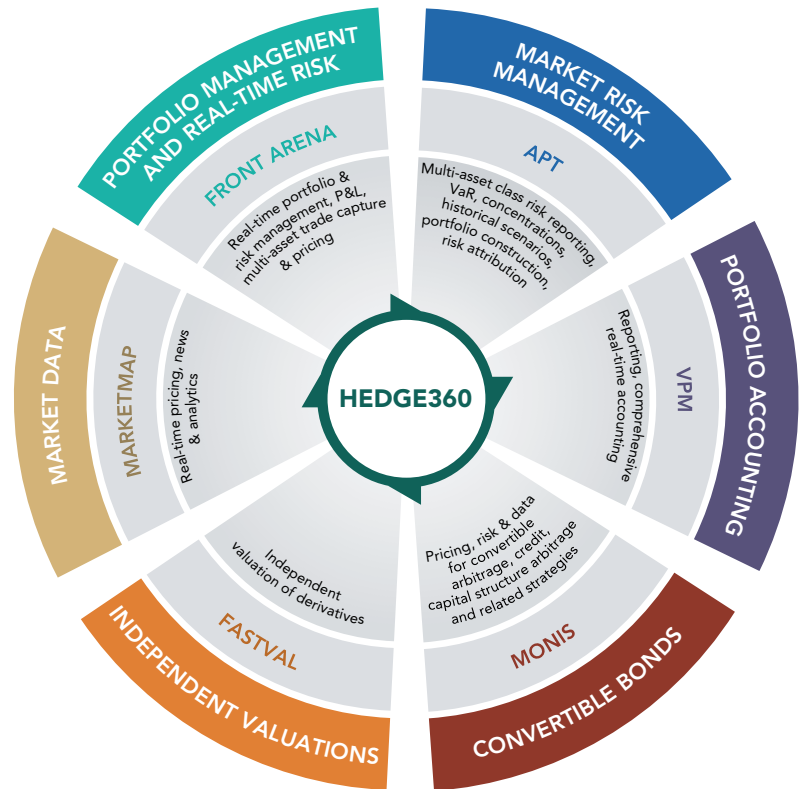 PORTFOLIO MANAGEMENT
AND REAL-TIME RISK
FRONT ARENA
Real-time portfolio &
risk management, P&L,
multi-asset trade capture
& pricing
MARKET RISK
MANAGEMENT
APT
Multi-asset class risk reporting,
VaR, concentrations,
historical scenarios,
portfolio construction,
risk attribution
PORTFOLIO ACCOUNTING
VPM
Reporting, comprehensive
real-time accounting
CONVERTIBLE BONDS
MONIS
Pricing, risk & data
for convertible
arbitrage, credit,
capital structure arbitrage
and related strategies
INDEPENDENT VALUATIONS
FASTVAL
Independent
valuation of derivatives
MARKET DATA
MARKETMAP
Real-time pricing, news
& analytics
HEDGE360